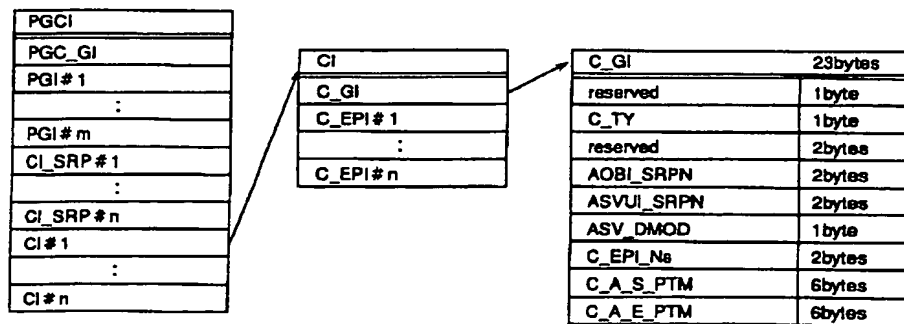 PGCI
PGC_GI
PGI#1
:
PGI#m
CI_SRP#1
:
CI_SRP#n
CI#1
:
CI#n
CI
C_GI
C_EPI#1
:
C_EPI#n
C_GI 23bytes
reserved 1byte
C_TY 1byte
reserved 2bytes
AOBI_SRPN 2bytes
ASVUI_SRPN 2bytes
ASV_DMOD 1byte
C_EPI_Ns 2bytes
C_A_S_PTM 6bytes
C_A_E_PTM 6bytes